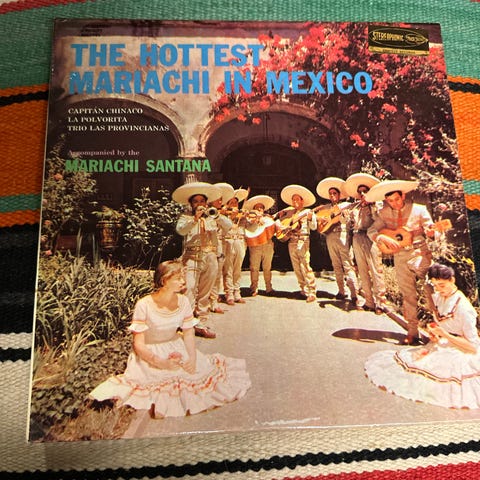 STEREOPHONIC
THE HOTTEST
MARIACHI IN MEXICO
CAPITÁN CHINACO
LA POLVORITA
TRIO LAS PROVINCIANAS
Accompanied by the
MARIACHI SANTANA